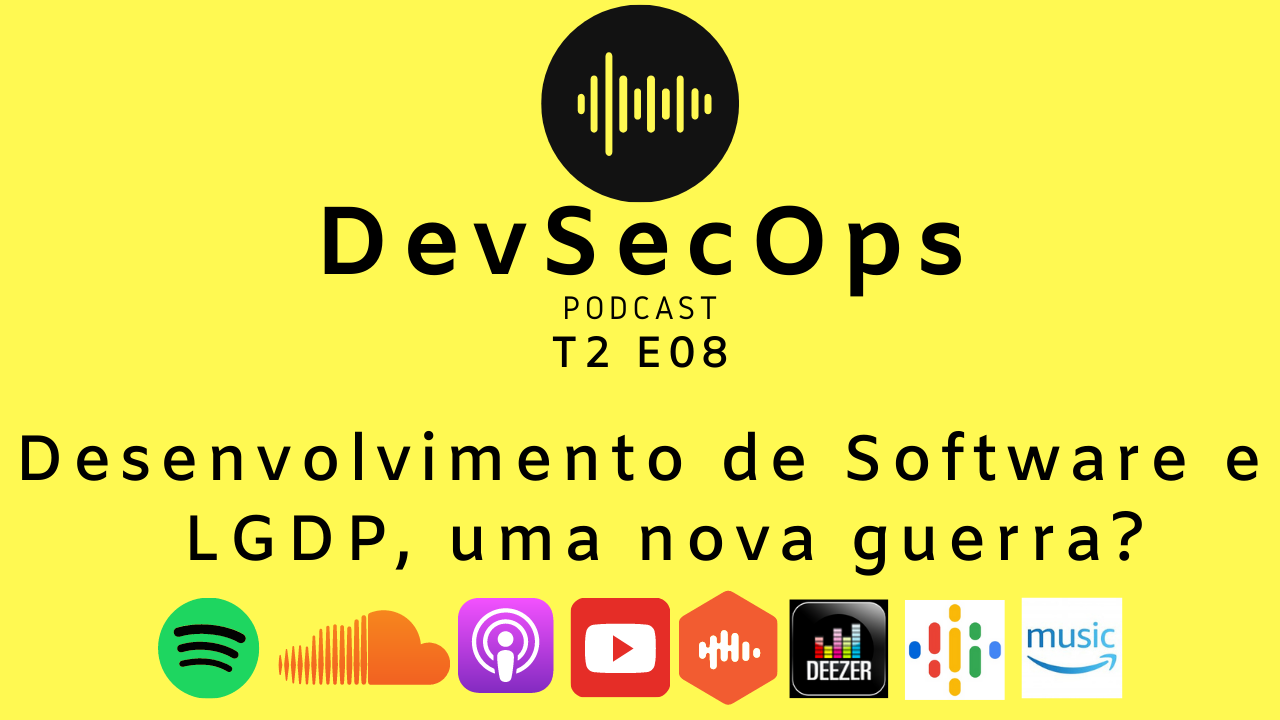 DevSecOps
PODCAST
T2 E08
Desenvolvimento de Software e
LGDP, uma nova guerra?
DEEZER
music